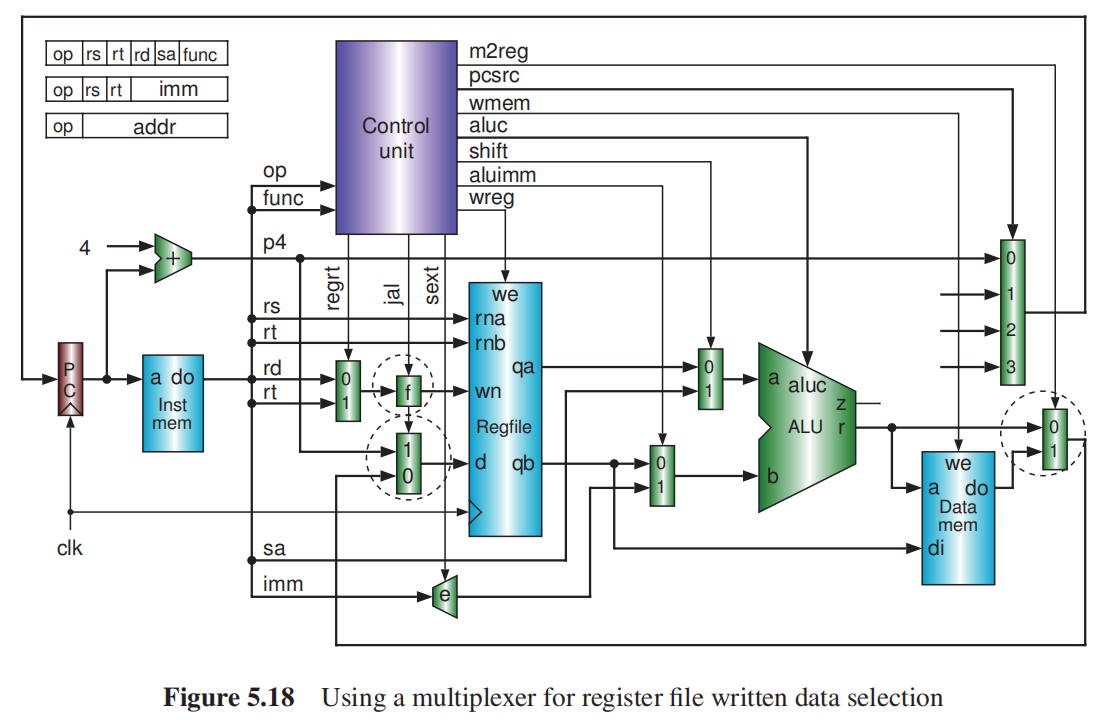 op rs rt rd sa func
op rs rt imm
op addr
Control
unit
m2reg
pcsrc
wmem
aluc
shift
aluimm
wreg
op
func
4
+
p4
regrt
jal
sext
0
1
2
3
we
rna
rnb
wn
d
qa
qb
Regfile
rs
rt
rd
rt
0
1
f
1
0
P
C
a do
Inst
mem
clk
0
1
0
1
a
aluc
z
ALU
r
b
0
1
we
a do
Data
mem
di
sa
imm
e
Figure 5.18 Using a multiplexer for register file written data selection